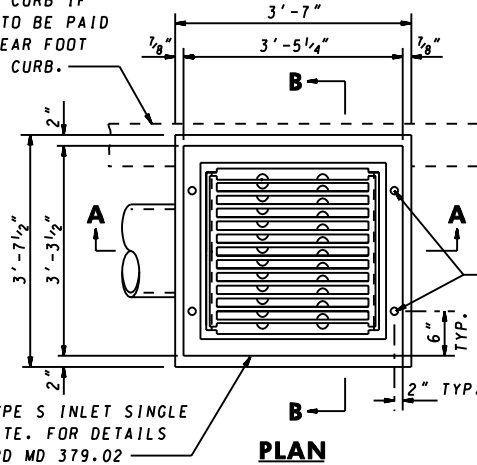 CURB IF
TO BE PAID
EAR FOOT
CURB.
3'-7"
7/8"
3'-5 1/4"
7/8"
B
2"
A
A
3'-7 1/2"
3'-3 1/2"
6"
TYP.
2"
2" TYP.
B
PE S INLET SINGLE
TE. FOR DETAILS
D MD 379.02
PLAN